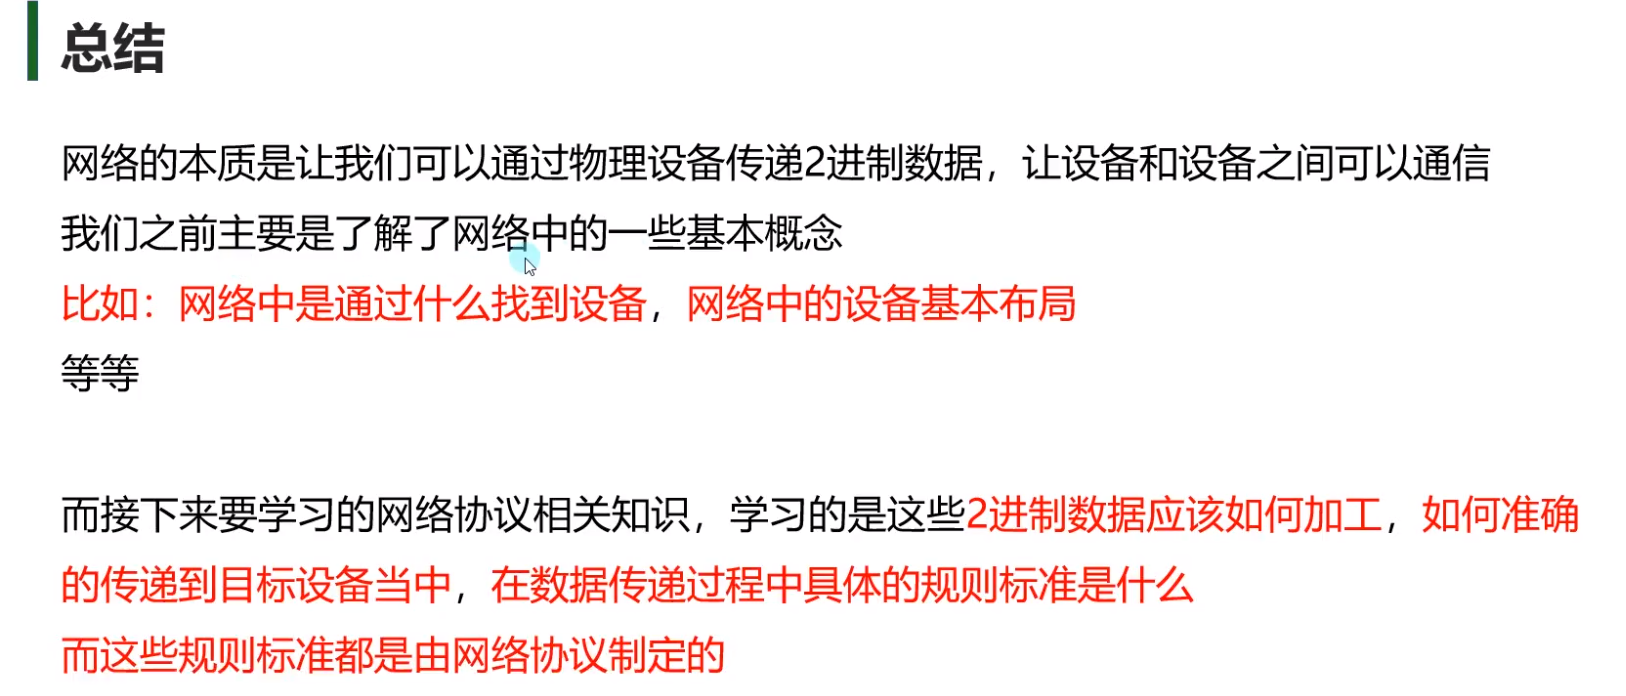 总结
网络的本质是让我们可以通过物理设备传递2进制数据，让设备和设备之间可以通信
我们之前主要是了解了网络中的一些基本概念
比如：网络中是通过什么找到设备，网络中的设备基本布局
等等
而接下来要学习的网络协议相关知识，学习的是这些2进制数据应该如何加工，如何准确
的传递到目标设备当中，在数据传递过程中具体的规则标准是什么
而这些规则标准都是由网络协议制定的